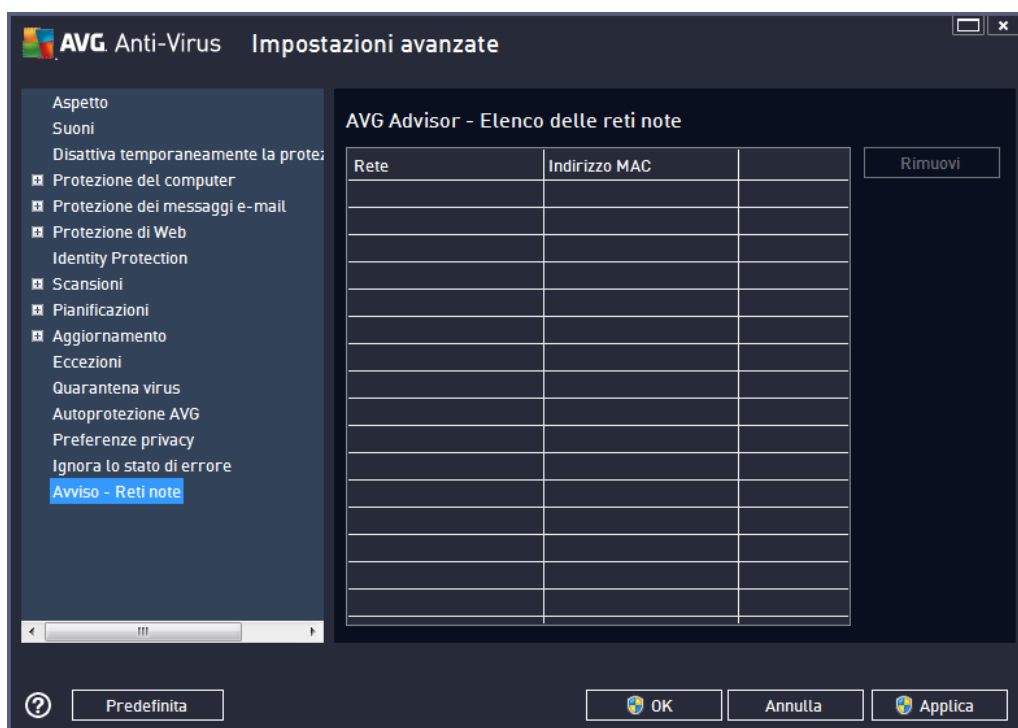 AVG. Anti-Virus Impostazioni avanzate
Aspetto
Suoni
Disattiva temporaneamente la protez
Protezione del computer
Protezione dei messaggi e-mail
Protezione di Web
Identity Protection
Scansioni
Pianificazioni
Aggiornamento
Eccezioni
Quarantena virus
Autoprotezione AVG
Preferenze privacy
Ignora lo stato di errore
Avviso - Reti note
AVG Advisor - Elenco delle reti note
Rete Indirizzo MAC
Rimuovi
Predefinita
OK
Annulla
Applica